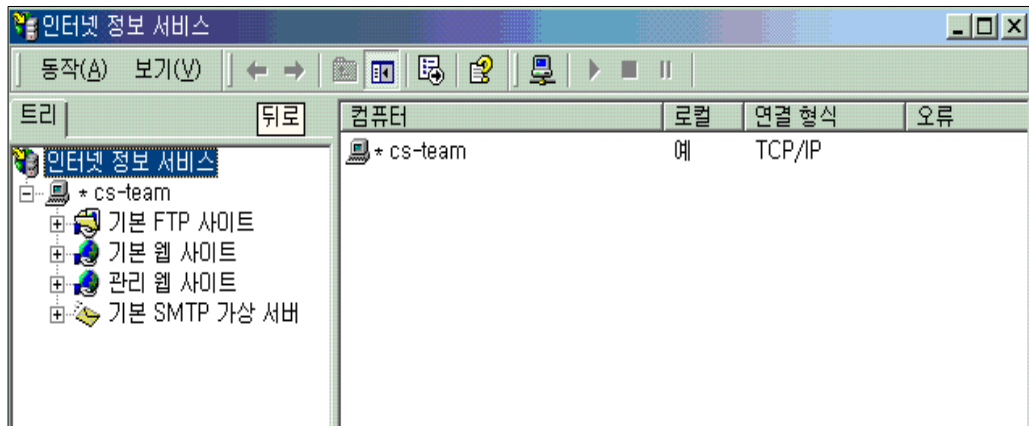 인터넷 정보 서비스
동작(A) 보기(V)
트리 뒤로
인터넷 정보 서비스
* cs-team
기본 FTP 사이트
기본 웹 사이트
관리 웹 사이트
기본 SMTP 가상 서버
컴퓨터 로컬 연결 형식 오류
* cs-team 예 TCP/IP